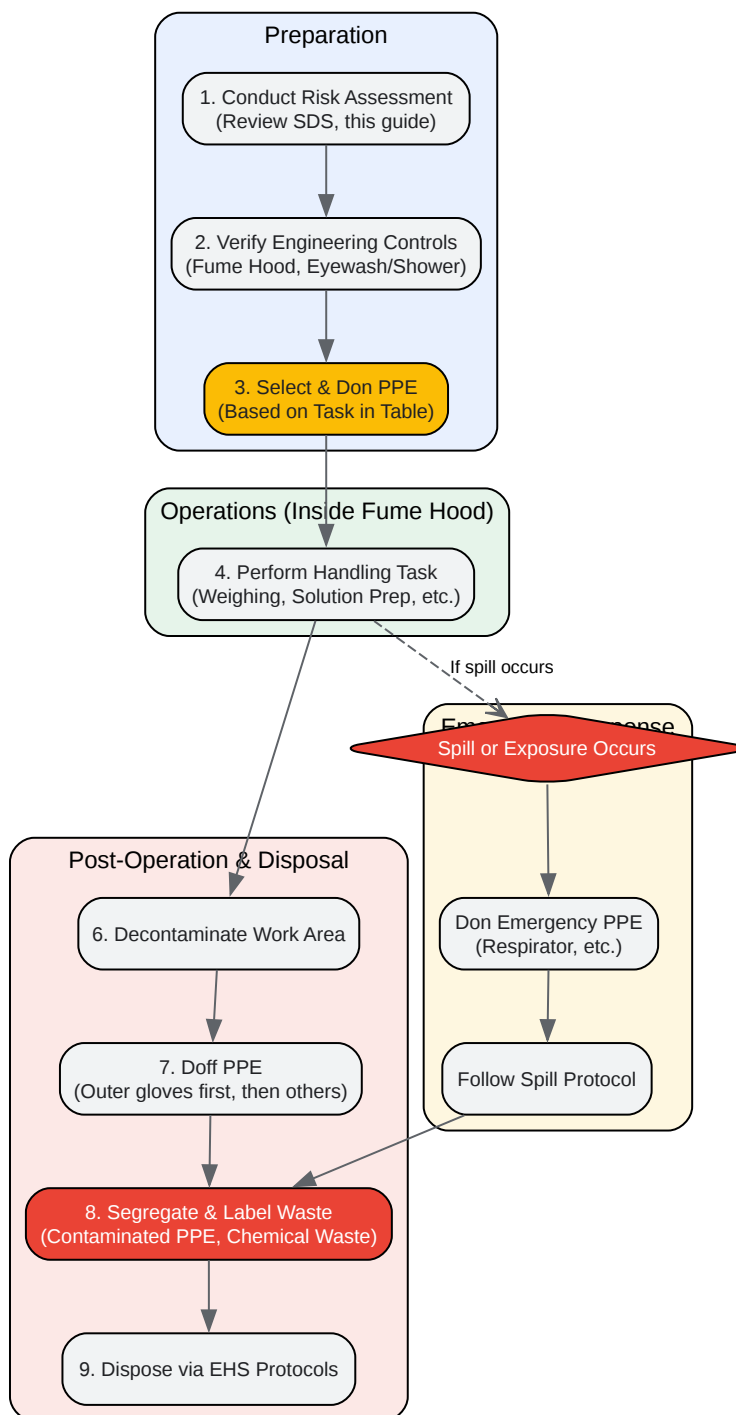 Preparation
1. Conduct Risk Assessment
(Review SDS, this guide)
2. Verify Engineering Controls
(Fume Hood, Eyewash/Shower)
3. Select & Don PPE
(Based on Task in Table)
Operations (Inside Fume Hood)
4. Perform Handling Task
(Weighing, Solution Prep, etc.)
If spill occurs
Spill or Exposure Occurs
Post-Operation & Disposal
6. Decontaminate Work Area
Don Emergency PPE
(Respirator, etc.)
7. Doff PPE
(Outer gloves first, then others)
Follow Spill Protocol
8. Segregate & Label Waste
(Contaminated PPE, Chemical Waste)
9. Dispose via EHS Protocols